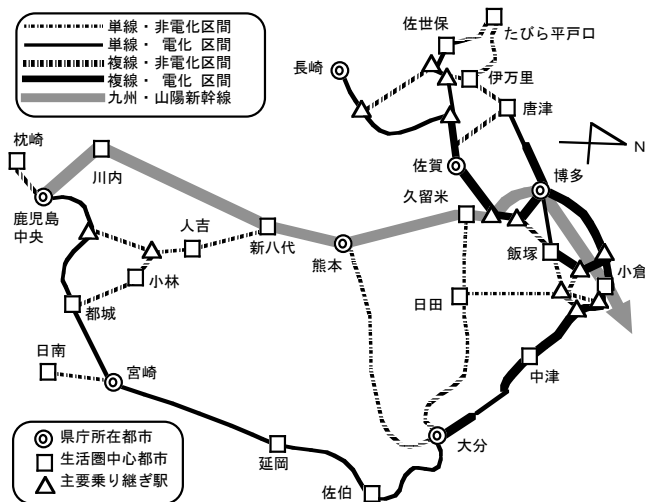 単線・非電化区間
単線・ 電化 区間
複線・非電化区間
複線・ 電化 区間
九州・山陽新幹線
佐世保
たびら平戸口
長崎
伊万里
唐津
枕崎
N
川内
佐賀
博多
鹿児島
中央
人吉
久留米
新八代
熊本
飯塚
小倉
小林
日田
都城
日南
宮崎
中津
県庁所在都市
生活圏中心都市
主要乗り継ぎ駅
延岡
大分
佐伯